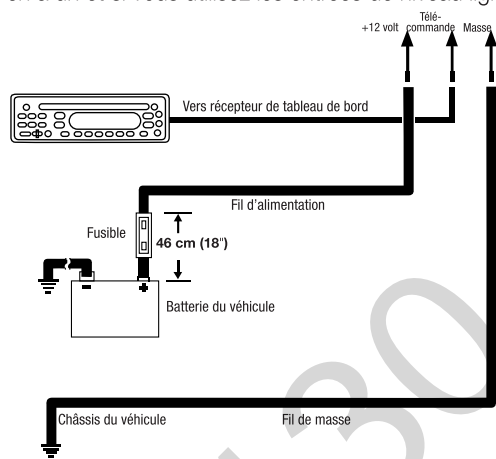 Télé-
+12 volt commande Masse
Vers récepteur de tableau de bord
Fil d'alimentation
Fusible
46 cm (18")
Batterie du véhicule
Châssis du véhicule
Fil de masse
130